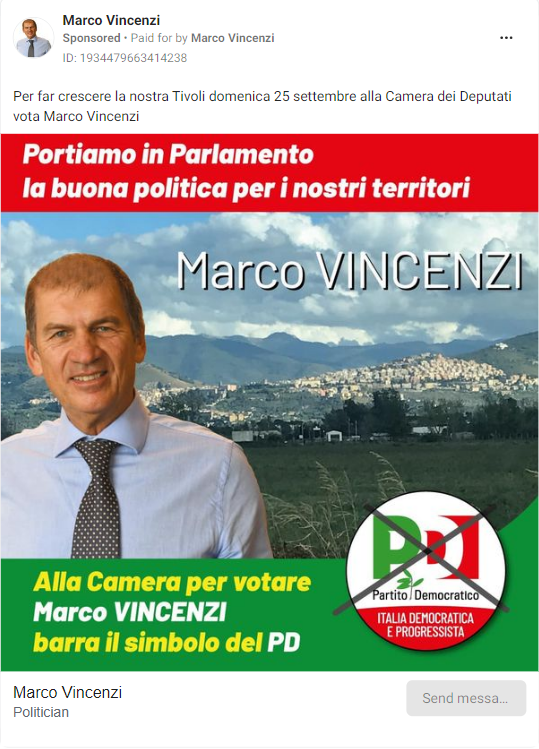 Marco Vincenzi
Sponsored • Paid for by Marco Vincenzi
ID: 1934479663414238
Per far crescere la nostra Tivoli domenica 25 settembre alla Camera dei Deputati
vota Marco Vincenzi
Portiamo in Parlamento
la buona politica per i nostri territori
Marco VINCENZI
PD
Partito Democratico
ITALIA DEMOCRATICA
E PROGRESSISTA
Alla Camera per votare
Marco VINCENZI
barra il simbolo del PD
Marco Vincenzi
Politician
Send messa...